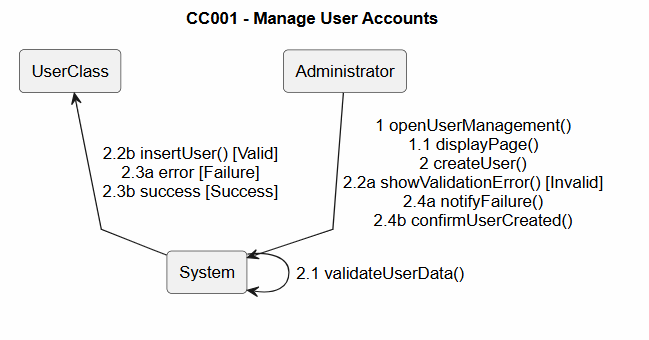 CC001 - Manage User Accounts
UserClass
Administrator
1 openUserManagement()
1.1 displayPage()
2 createUser()
2.2a showValidationError() [Invalid]
2.4a notifyFailure()
2.4b confirmUserCreated()
2.2b insertUser() [Valid]
2.3a error [Failure]
2.3b success [Success]
System
2.1 validateUserData()